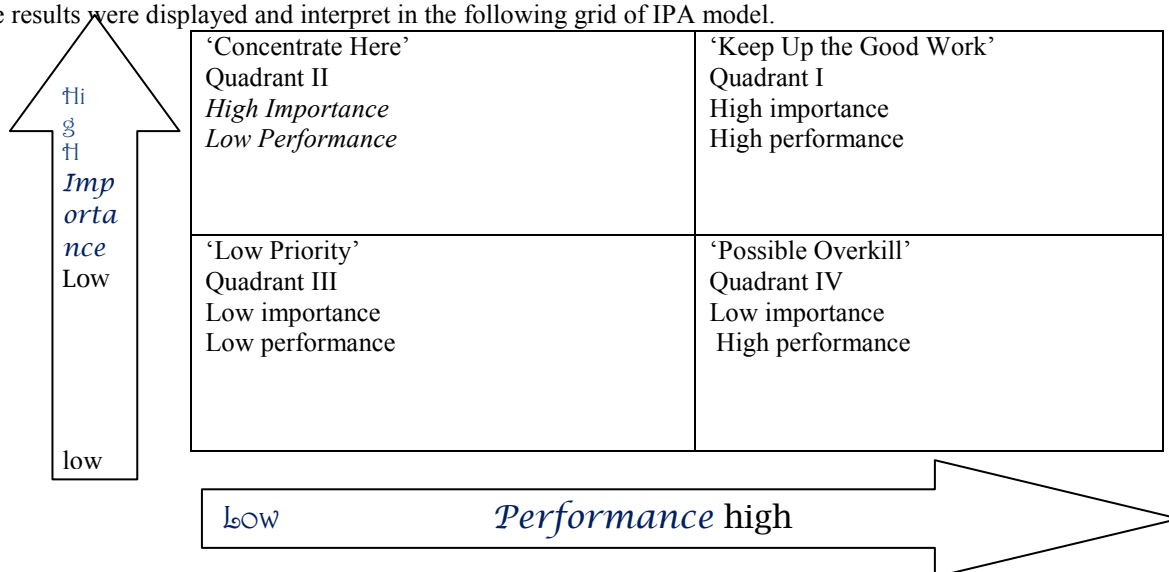 e results were displayed and interpret in the following grid of IPA model.
Hi
g
H
Imp
orta
nce
Low
low
‘Concentrate Here’
Quadrant II
High Importance
Low Performance
‘Keep Up the Good Work’
Quadrant I
High importance
High performance
‘Low Priority’
Quadrant III
Low importance
Low performance
‘Possible Overkill’
Quadrant IV
Low importance
High performance
Low Performance high